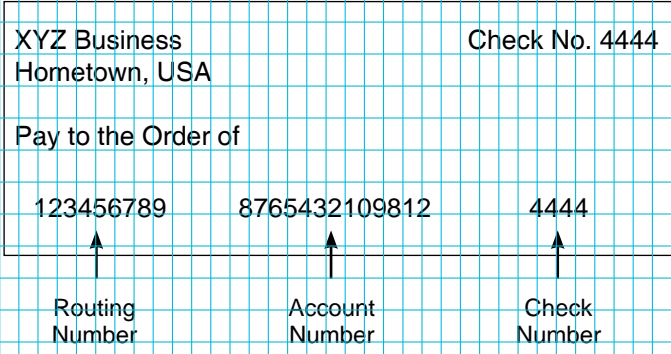 XYZ Business Check No. 4444
Hometown, USA
Pay to the Order of
123456789 8765432109812 4444
Routing Account Check
Number Number Number